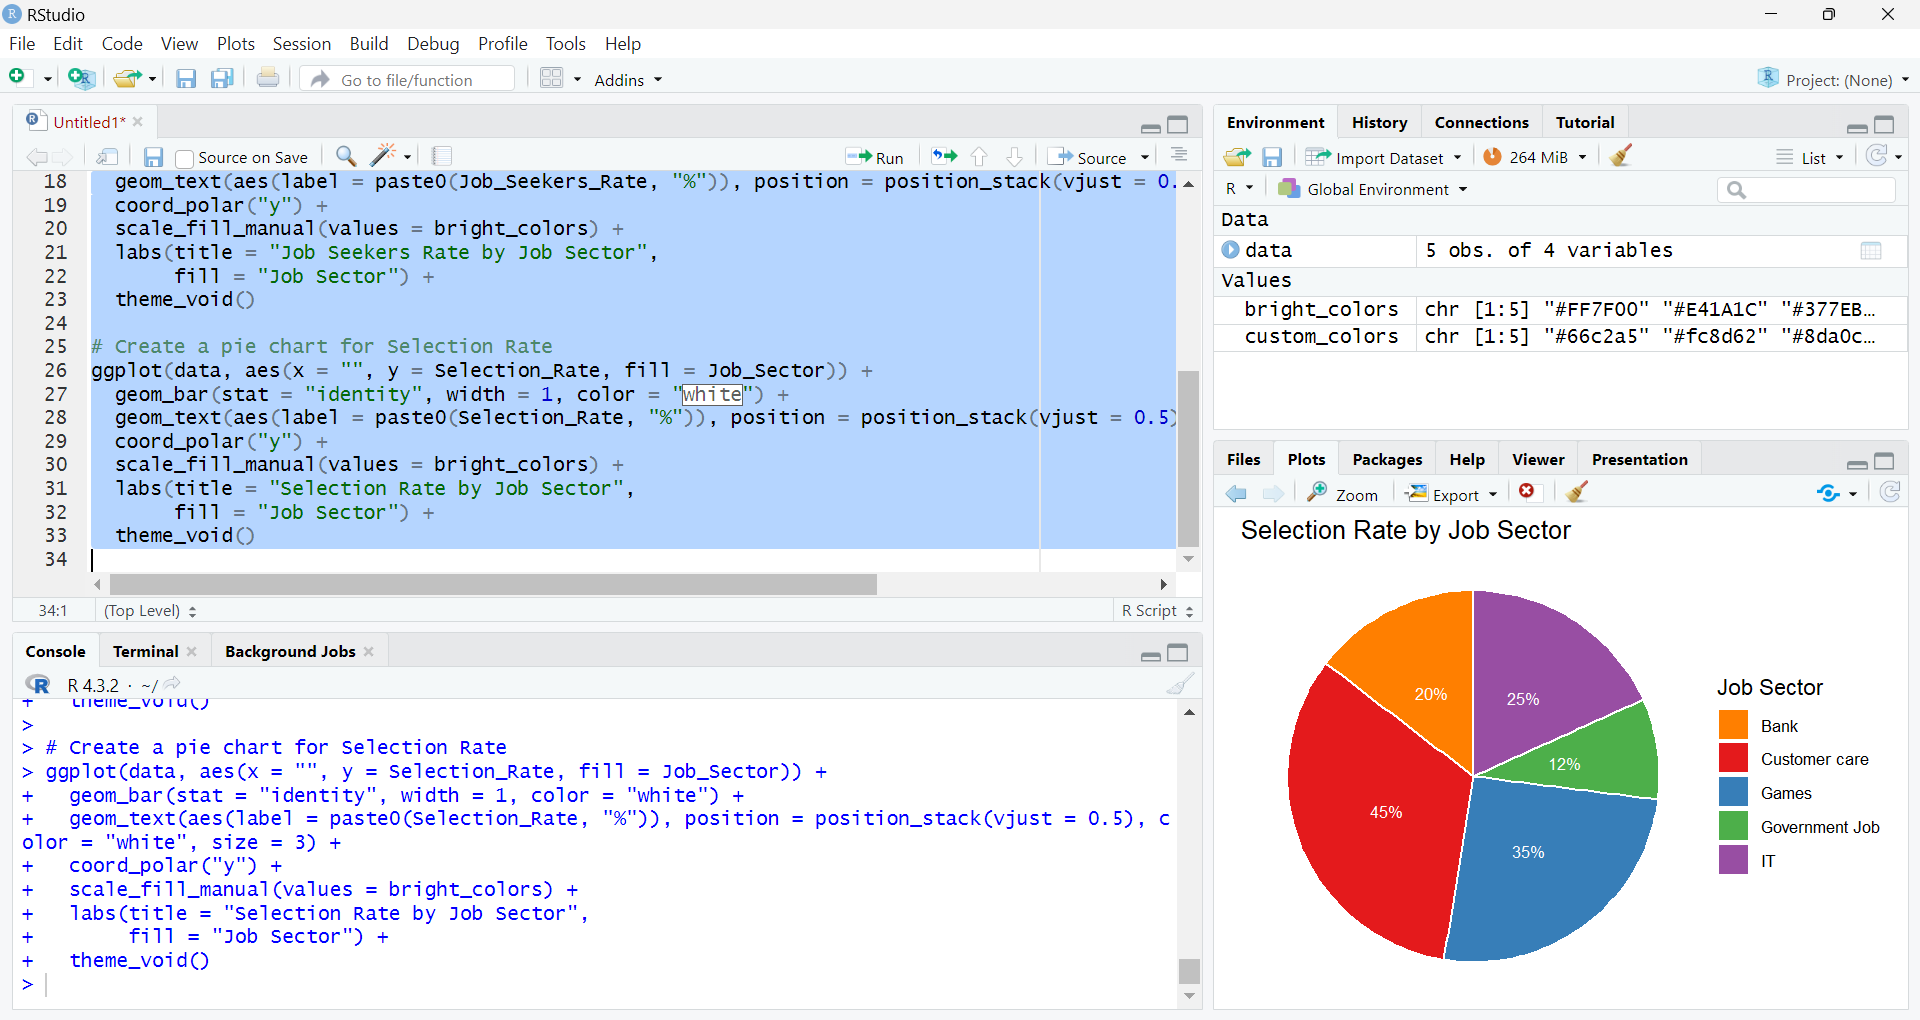 RStudio
File Edit Code View Plots Session Build Debug Profile Tools Help
Go to file/function Addins Project: (None)
Untitled1*
Source on Save Run Source
18 geom_text(aes(label = paste0(Job_Seekers_Rate, "%")), position = position_stack(vjust = 0.
19 coord_polar("y") +
20 scale_fill_manual(values = bright_colors) +
21 labs(title = "Job Seekers Rate by Job Sector",
22 fill = "Job Sector") +
23 theme_void()
24
25 # Create a pie chart for Selection Rate
26 ggplot(data, aes(x = "", y = Selection_Rate, fill = Job_Sector)) +
27 geom_bar(stat = "identity", width = 1, color = "white") +
28 geom_text(aes(label = paste0(Selection_Rate, "%")), position = position_stack(vjust = 0.5)
29 coord_polar("y") +
30 scale_fill_manual(values = bright_colors) +
31 labs(title = "Selection Rate by Job Sector",
32 fill = "Job Sector") +
33 theme_void()
34
34:1 (Top Level) R Script
Console Terminal Background Jobs
R 4.3.2 · ~/
+ theme_void()
>
> # Create a pie chart for Selection Rate
> ggplot(data, aes(x = "", y = Selection_Rate, fill = Job_Sector)) +
+ geom_bar(stat = "identity", width = 1, color = "white") +
+ geom_text(aes(label = paste0(Selection_Rate, "%")), position = position_stack(vjust = 0.5), c
olor = "white", size = 3) +
+ coord_polar("y") +
+ scale_fill_manual(values = bright_colors) +
+ labs(title = "Selection Rate by Job Sector",
+ fill = "Job Sector") +
+ theme_void()
>
Environment History Connections Tutorial
Import Dataset 264 MiB List
R Global Environment
Data
data 5 obs. of 4 variables
Values
bright_colors chr [1:5] "#FF7F00" "#E41A1C" "#377EB…
custom_colors chr [1:5] "#66c2a5" "#fc8d62" "#8da0c…
Files Plots Packages Help Viewer Presentation
Zoom Export
Selection Rate by Job Sector
20%
25%
12%
45%
35%
Job Sector
Bank
Customer care
Games
Government Job
IT